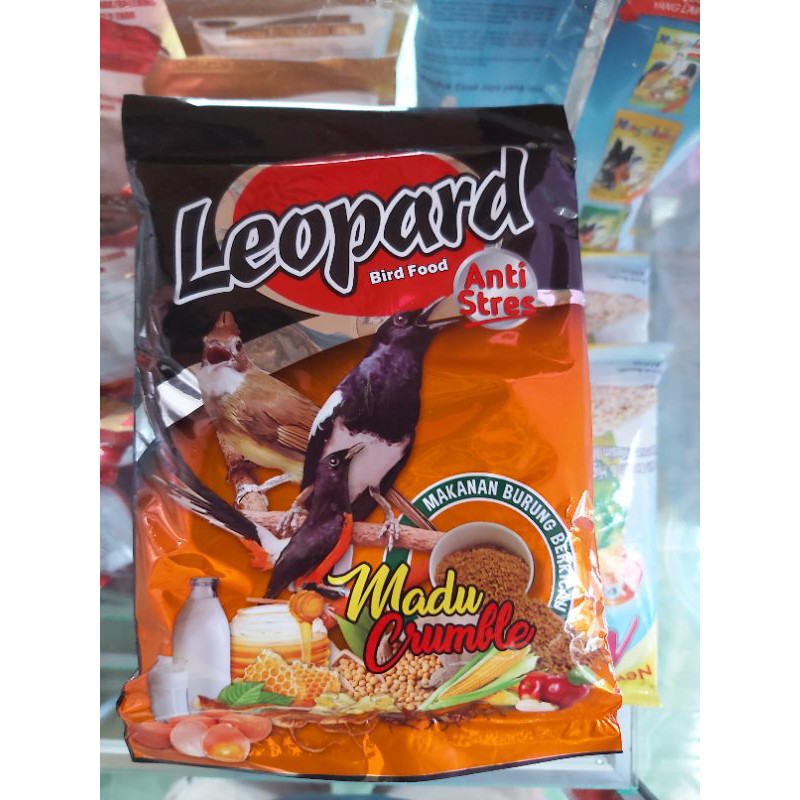 Leopard
Bird Food
Anti
Stres
MAKANAN BURUNG BERKICAU
Madu
Crumble